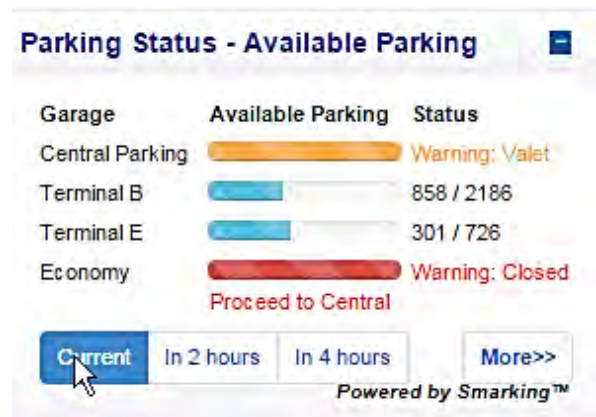 Parking Status - Available Parking
Garage Available Parking Status
Central Parking Warning: Valet
Terminal B 858 / 2186
Terminal E 301 / 726
Economy Warning: Closed
Proceed to Central
Current In 2 hours In 4 hours More>>
Powered by Smarking™